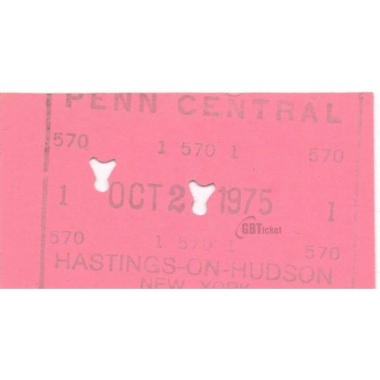 PENN CENTRAL
570 1 570 1 570
1 OCT 2 1975 1
GBTicket
570 1 570 1 570
HASTINGS-ON-HUDSON
NEW YORK